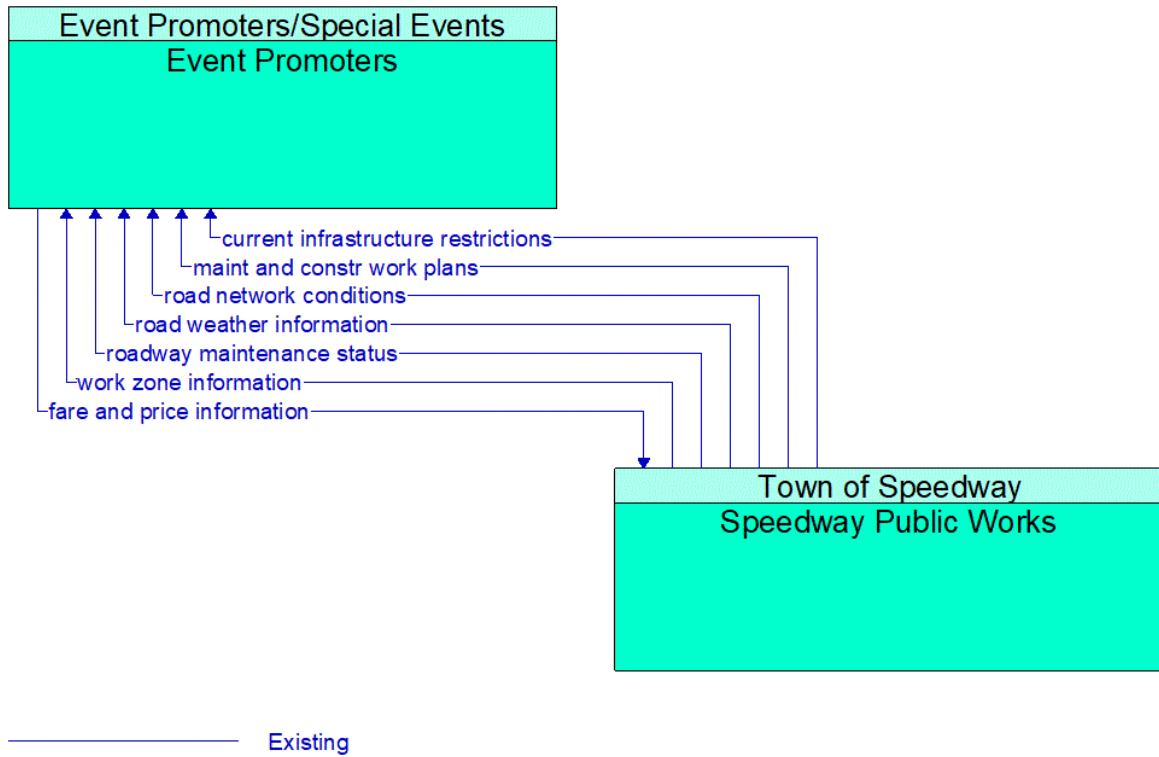 Event Promoters/Special Events
Event Promoters
current infrastructure restrictions
maint and constr work plans
road network conditions
road weather information
roadway maintenance status
work zone information
fare and price information
Town of Speedway
Speedway Public Works
Existing